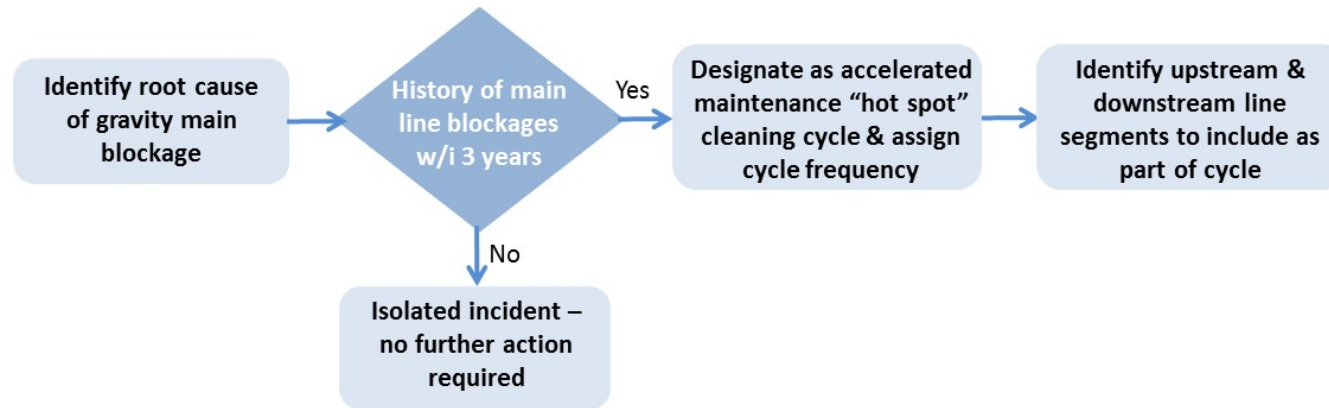 Identify root cause
of gravity main
blockage
History of main
line blockages
w/i 3 years
Yes
Designate as accelerated
maintenance “hot spot”
cleaning cycle & assign
cycle frequency
Identify upstream &
downstream line
segments to include as
part of cycle
No
Isolated incident –
no further action
required